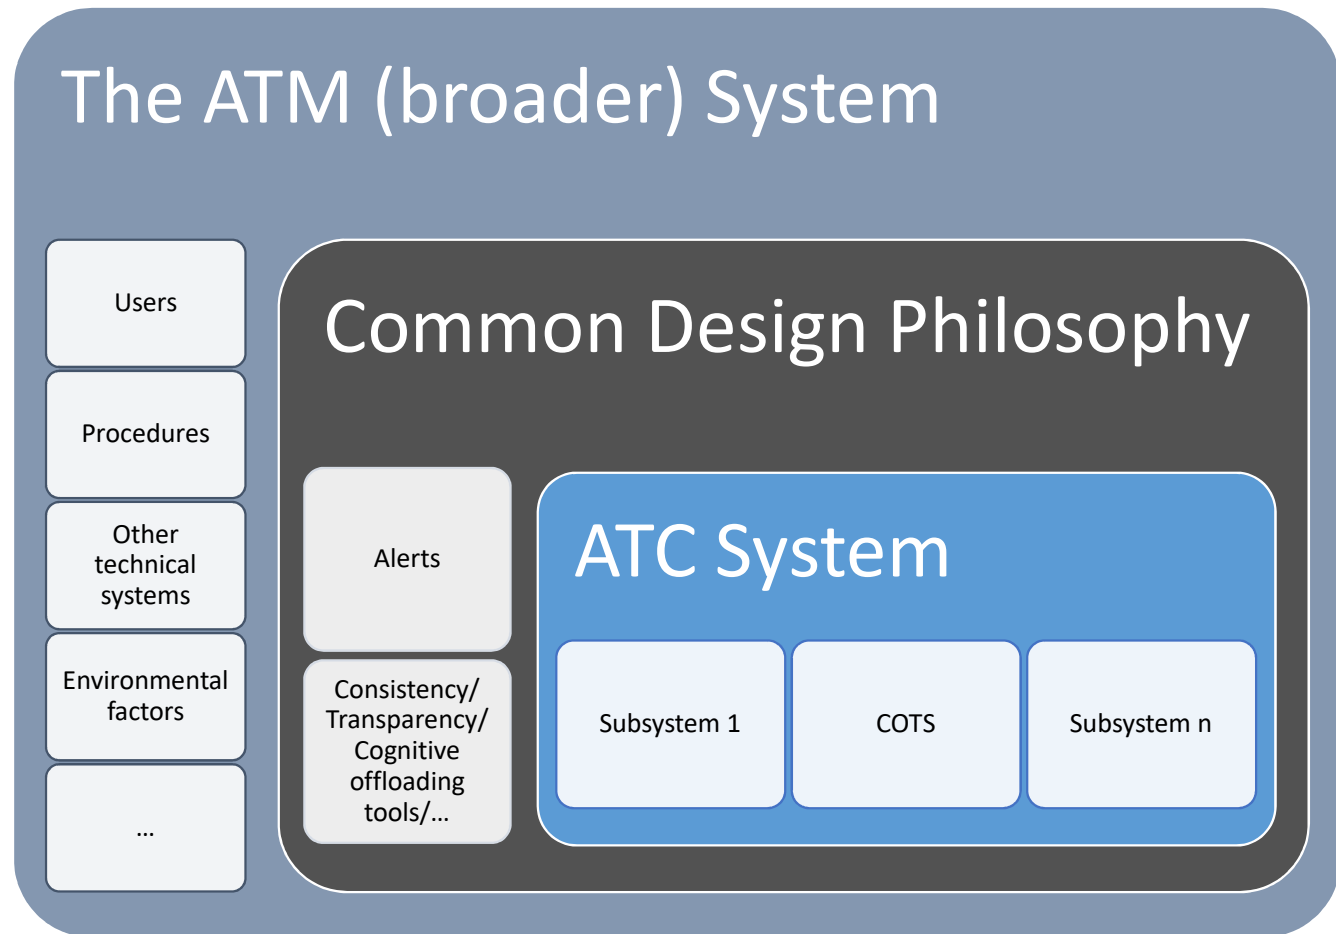 The ATM (broader) System
Users
Procedures
Other
technical
systems
Environmental
factors
...
Common Design Philosophy
Alerts
Consistency/
Transparency/
Cognitive
offloading
tools/...
ATC System
Subsystem 1
COTS
Subsystem n